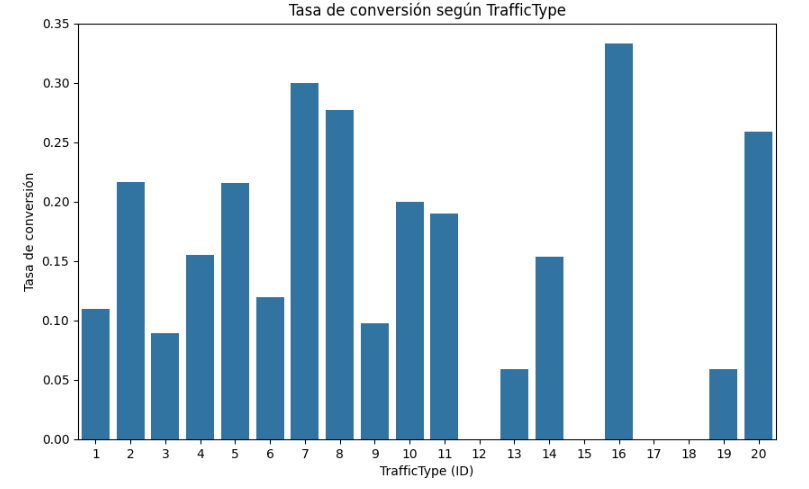 Tasa de conversión según TrafficType
Tasa de conversión
0.35
0.30
0.25
0.20
0.15
0.10
0.05
0.00
1 2 3 4 5 6 7 8 9 10 11 12 13 14 15 16 17 18 19 20
TrafficType (ID)